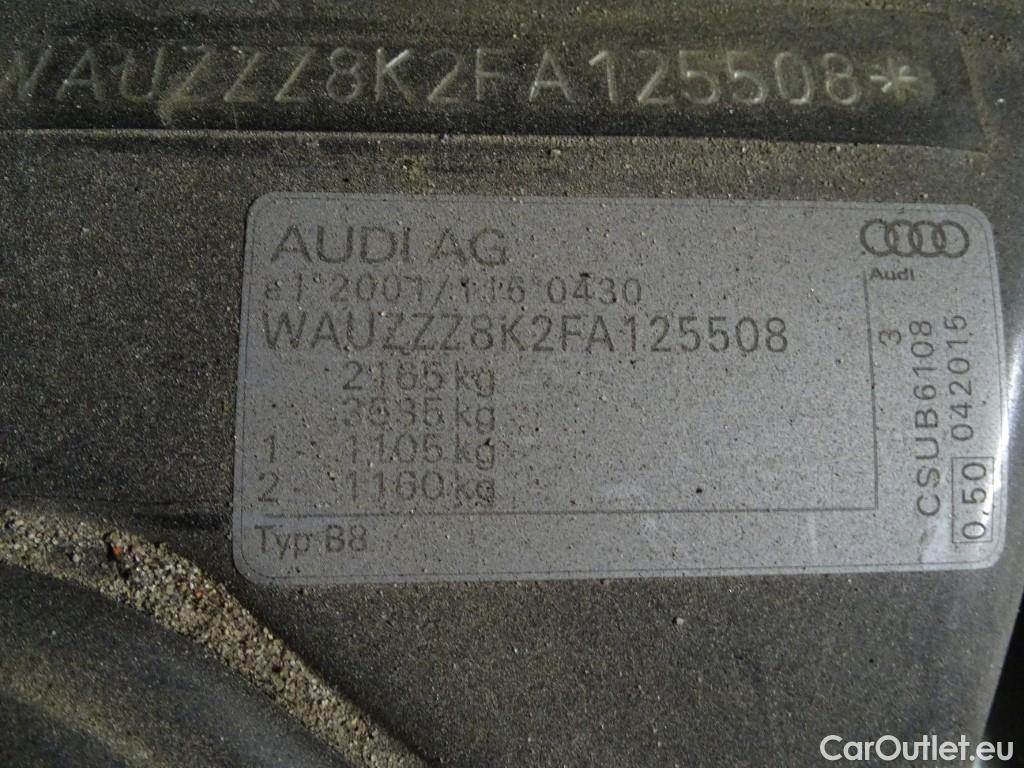 WAUZZZ8K2FA125508*
AUDI AG
Audi
e1*2001/116*0430
WAUZZZ8K2FA125508
2165 kg
3935 kg
1 - 1105 kg
2 - 1160 kg
Typ B8
3
CSUB6108
0,50 042015
CarOutlet.eu